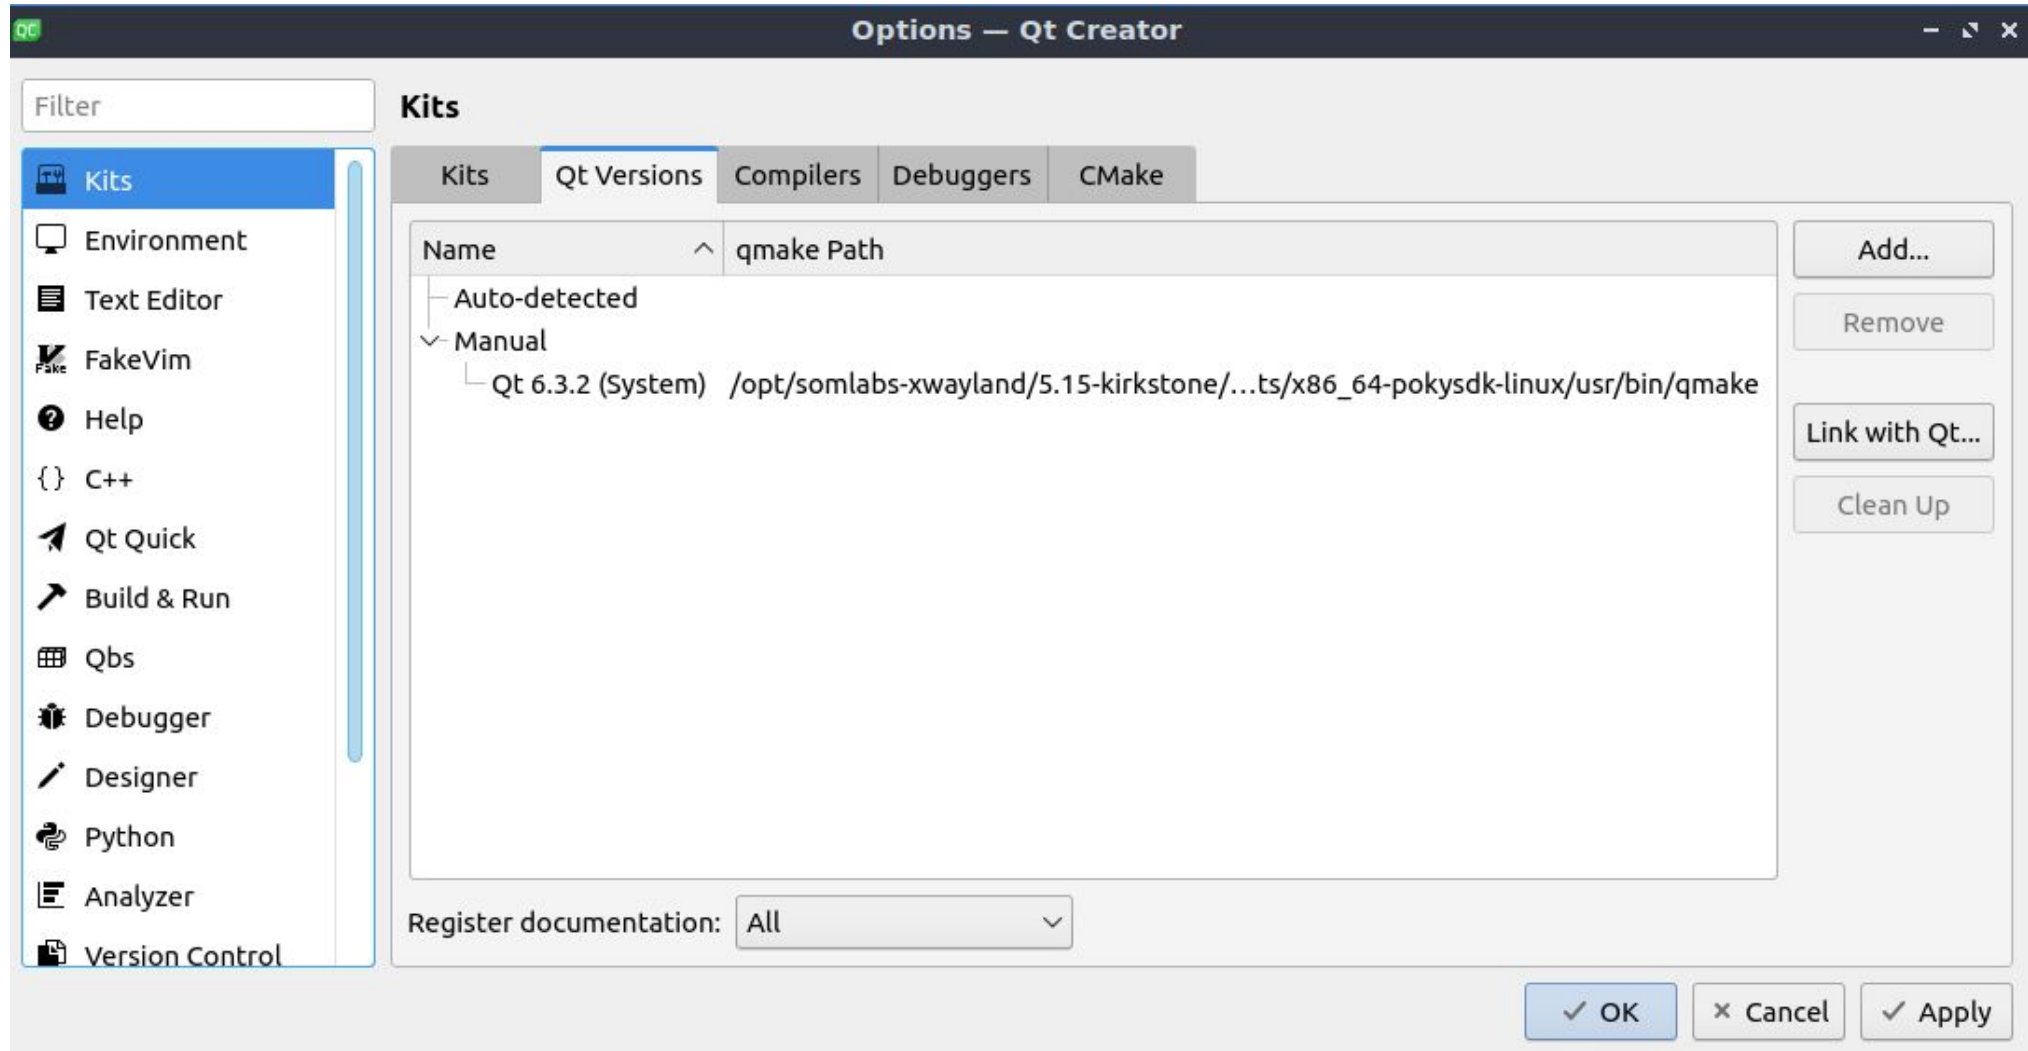 QC
Options — Qt Creator
Filter
Kits
Kits
Environment
Text Editor
Fake
FakeVim
Help
C++
Qt Quick
Build & Run
Qbs
Debugger
Designer
Python
Analyzer
Version Control
Kits Qt Versions Compilers Debuggers CMake
Name qmake Path
Auto-detected
Manual
Qt 6.3.2 (System) /opt/somlabs-xwayland/5.15-kirkstone/...ts/x86_64-pokysdk-linux/usr/bin/qmake
Add...
Remove
Link with Qt...
Clean Up
Register documentation: All
OK Cancel Apply